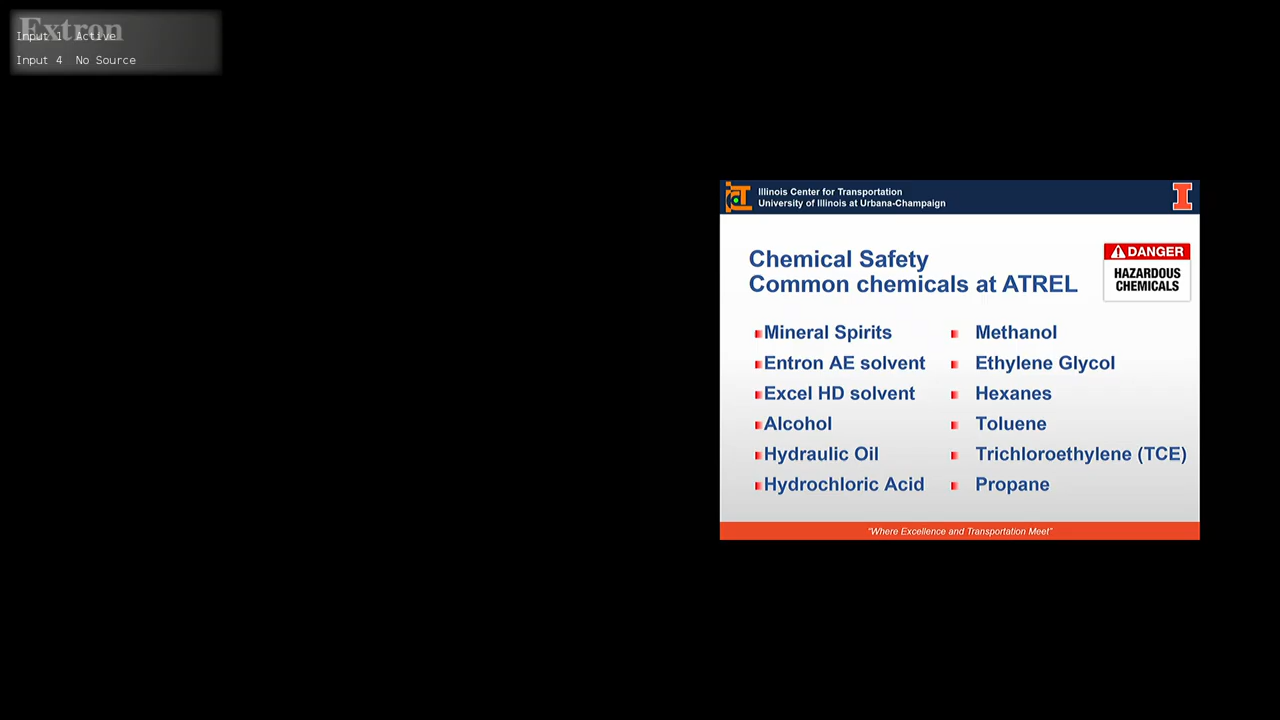 Extron
Input 1 Active
Input 4 No Source
Illinois Center for Transportation
University of Illinois at Urbana-Champaign
I
Chemical Safety
Common chemicals at ATREL
DANGER
HAZARDOUS
CHEMICALS
Mineral Spirits
Entron AE solvent
Excel HD solvent
Alcohol
Hydraulic Oil
Hydrochloric Acid
Methanol
Ethylene Glycol
Hexanes
Toluene
Trichloroethylene (TCE)
Propane
"Where Excellence and Transportation Meet"